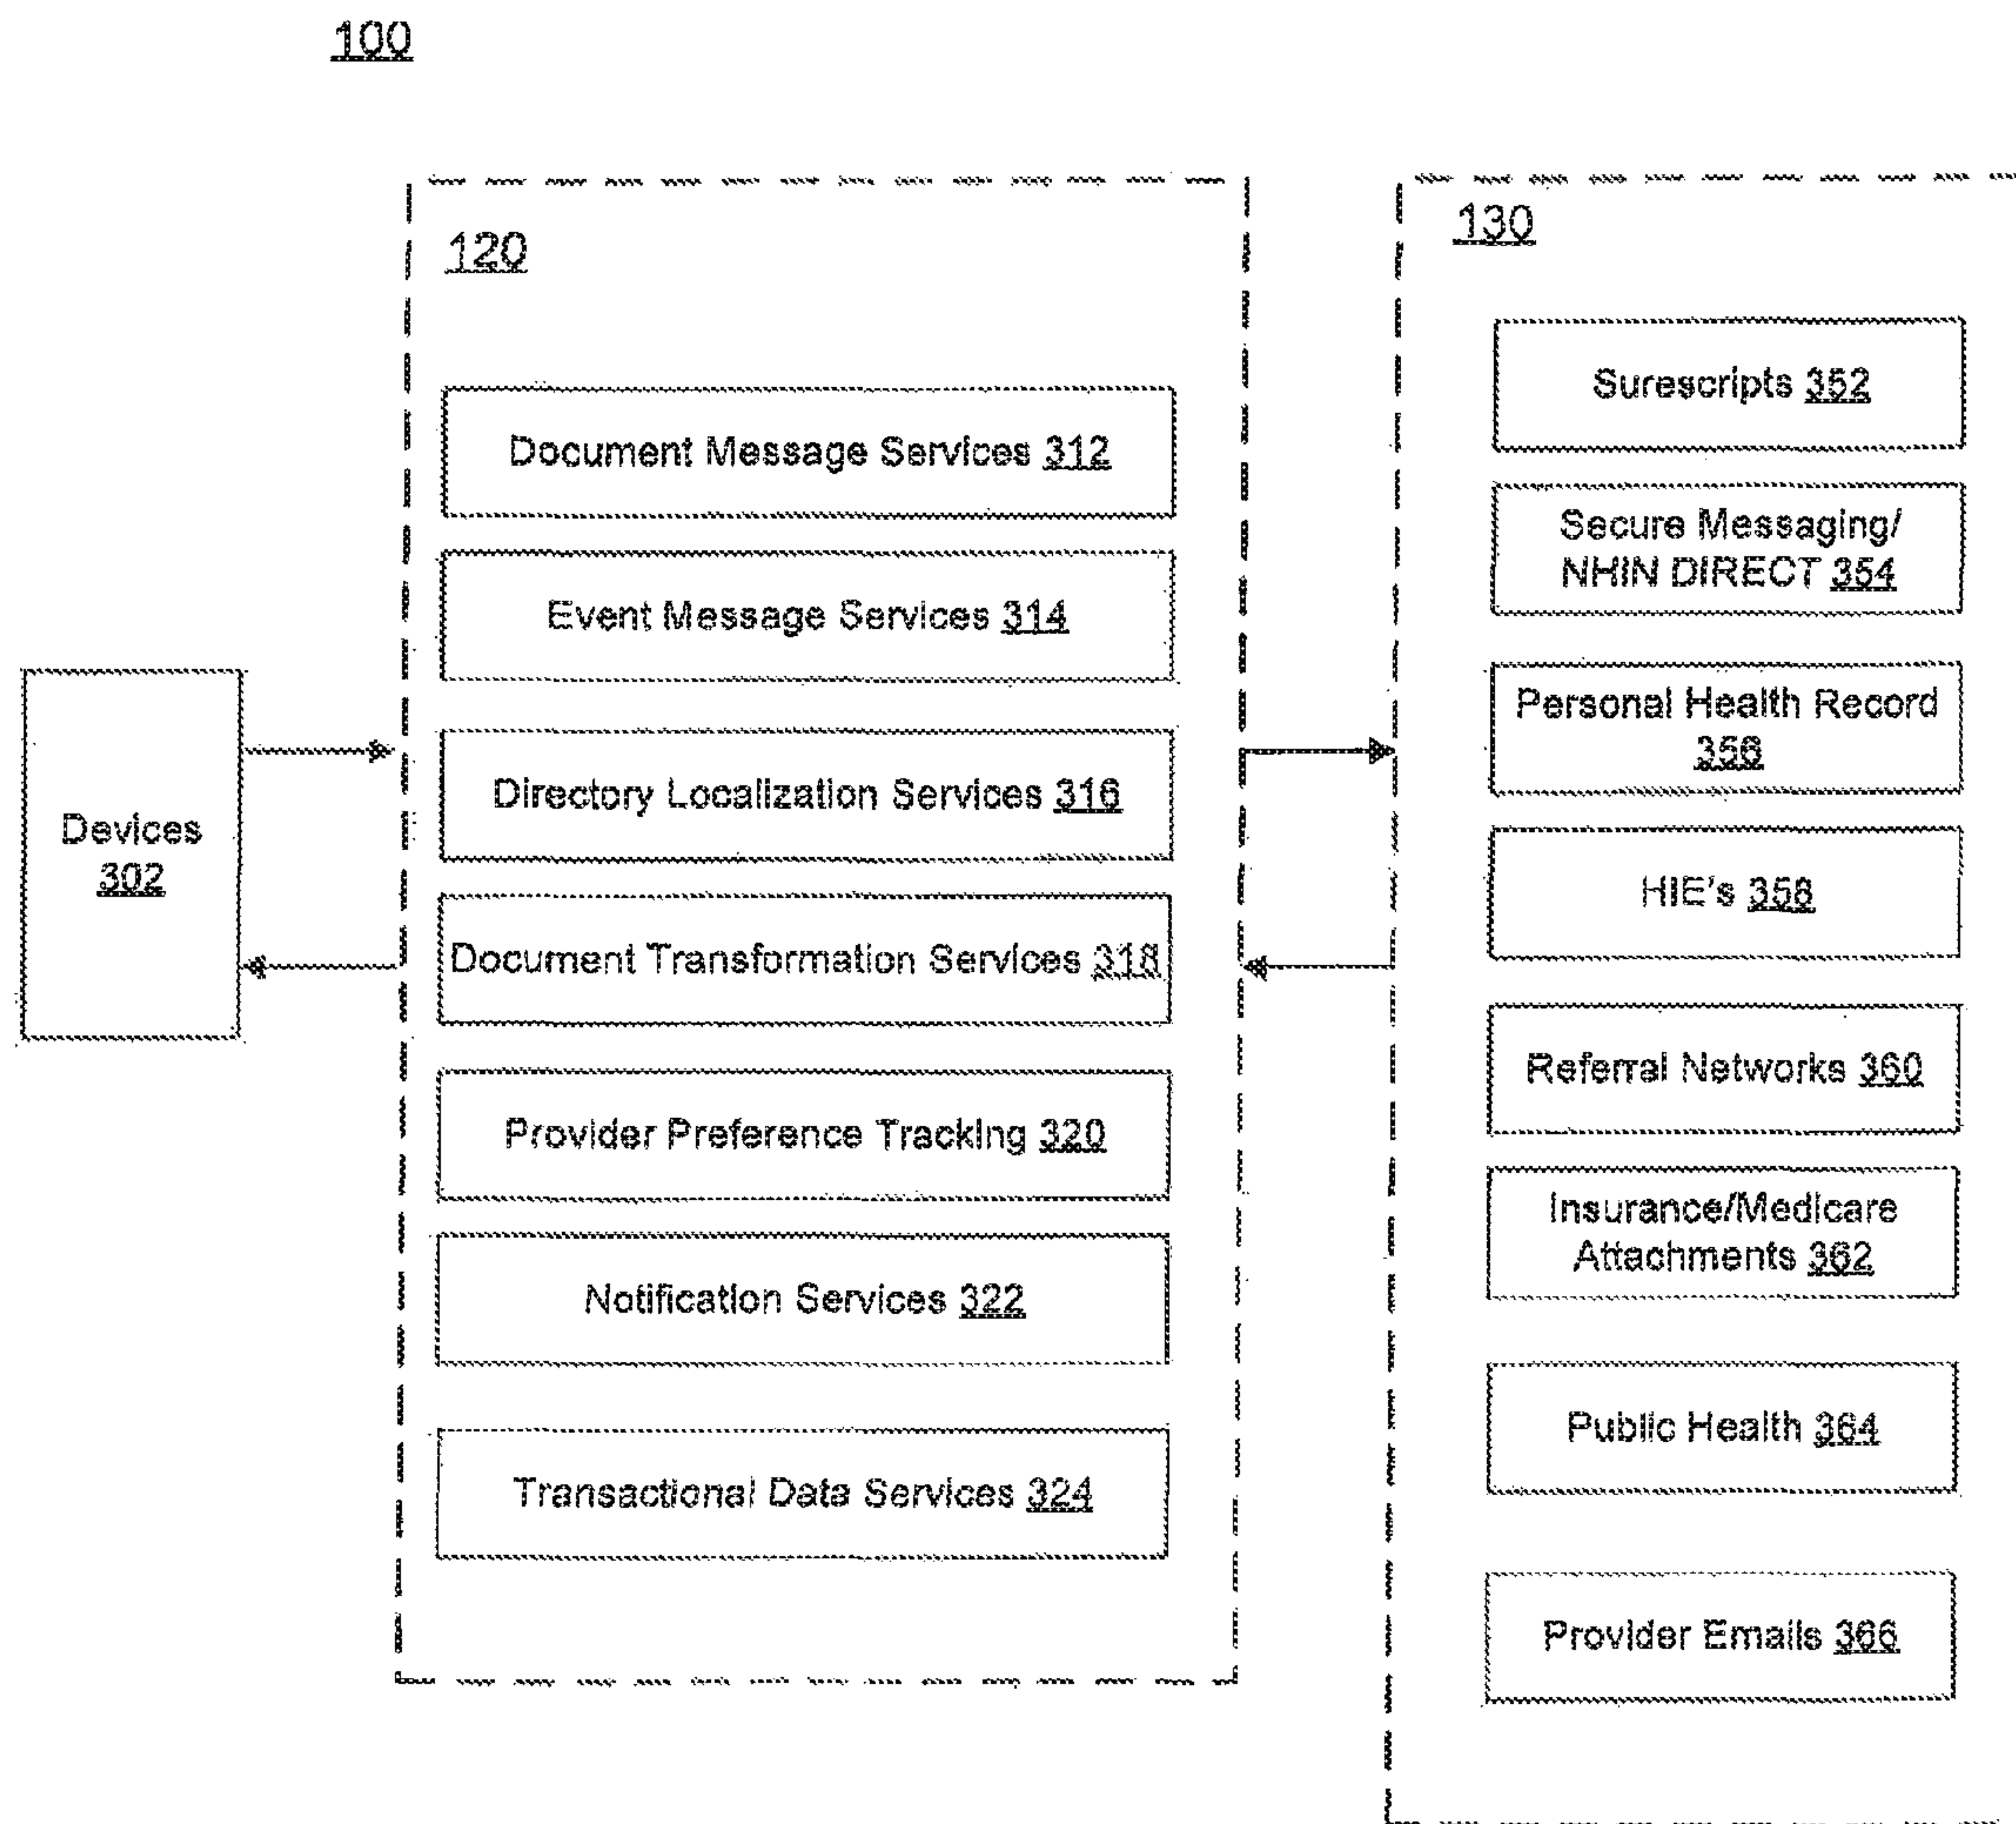 100
120
130
Devices
302
Document Message Services 312
Event Message Services 314
Directory Localization Services 316
Document Transformation Services 318
Provider Preference Tracking 320
Notification Services 322
Transactional Data Services 324
Surescripts 352
Secure Messaging/
NHIN DIRECT 354
Personal Health Record
356
HIE's 358
Referral Networks 360
Insurance/Medicare
Attachments 362
Public Health 364
Provider Emails 366